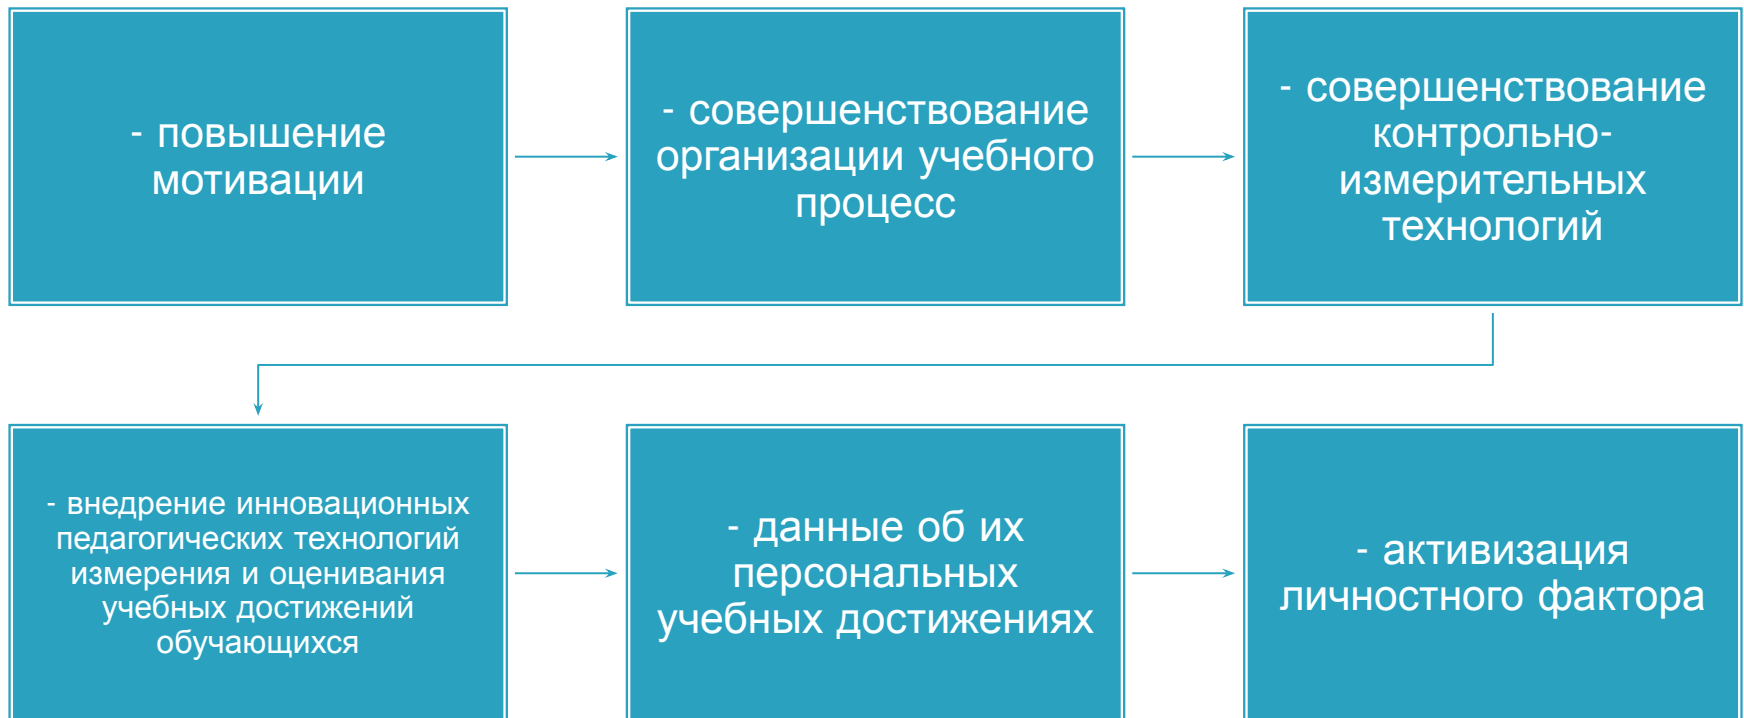 - повышение
мотивации
- совершенствование
организации учебного
процесс
- совершенствование
контрольно-
измерительных
технологий
- внедрение инновационных
педагогических технологий
измерения и оценивания
учебных достижений
обучающихся
- данные об их
персональных
учебных достижениях
- активизация
личностного фактора